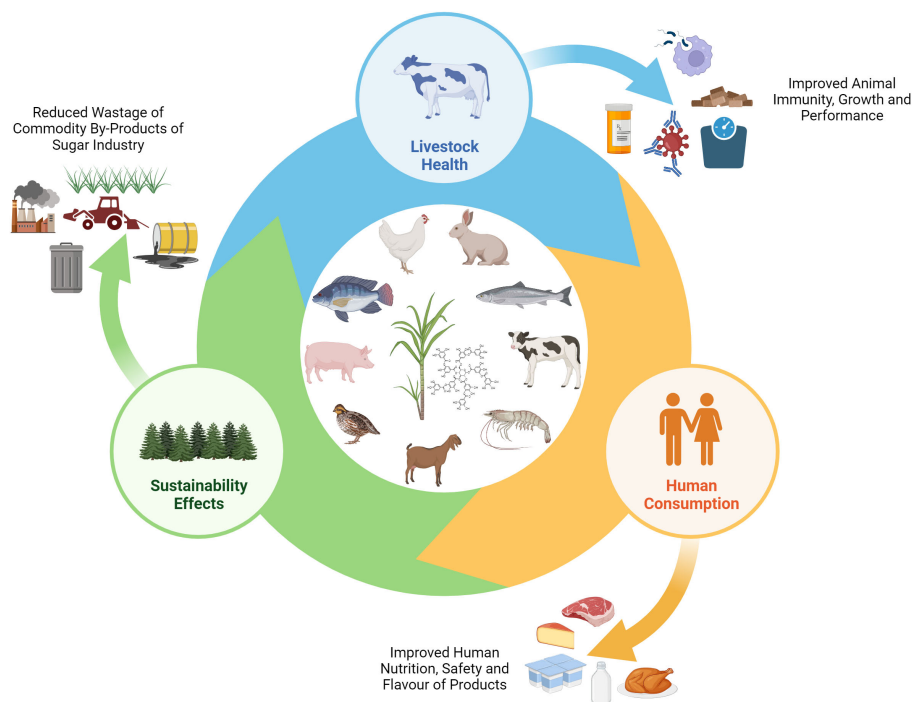 Livestock
Health
Improved Animal
Immunity, Growth and
Performance
Reduced Wastage of
Commodity By-Products of
Sugar Industry
Sustainability
Effects
Human
Consumption
Improved Human
Nutrition, Safety and
Flavour of Products